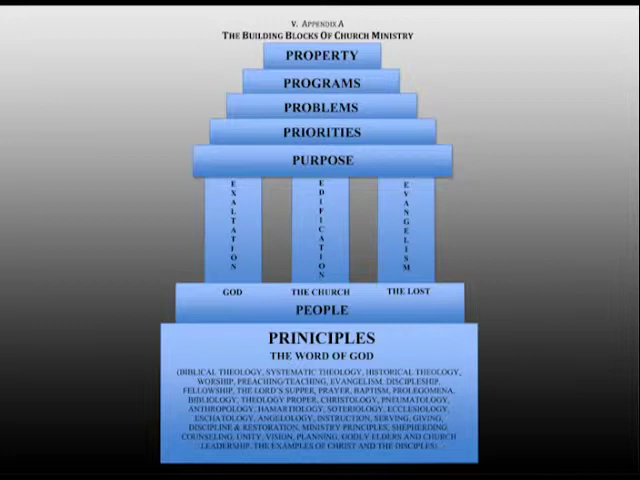 V. APPENDIX A
THE BUILDING BLOCKS OF CHURCH MINISTRY
PROPERTY
PROGRAMS
PROBLEMS
PRIORITIES
PURPOSE
EXALTATION
EDIFICATION
EVANGELISM
GOD
THE CHURCH
THE LOST
PEOPLE
PRINICIPLES
THE WORD OF GOD
(BIBLICAL THEOLOGY, SYSTEMATIC THEOLOGY, HISTORICAL THEOLOGY,
WORSHIP, PREACHING/TEACHING, EVANGELISM, DISCIPLESHIP,
FELLOWSHIP, THE LORD'S SUPPER, PRAYER, BAPTISM, PROLEGOMENA,
BIBLIOLOGY, THEOLOGY PROPER, CHRISTOLOGY, PNEUMATOLOGY,
ANTHROPOLOGY, HAMARTIOLOGY, SOTERIOLOGY, ECCLESIOLOGY,
ESCHATOLOGY, ANGELOLOGY, INSTRUCTION, SERVING, GIVING,
DISCIPLINE & RESTORATION, MINISTRY PRINCIPLES, SHEPHERDING
COUNSELING, UNITY, VISION, PLANNING, GODLY ELDERS AND CHURCH
LEADERSHIP, THE EXAMPLES OF CHRIST AND THE DISCIPLES)